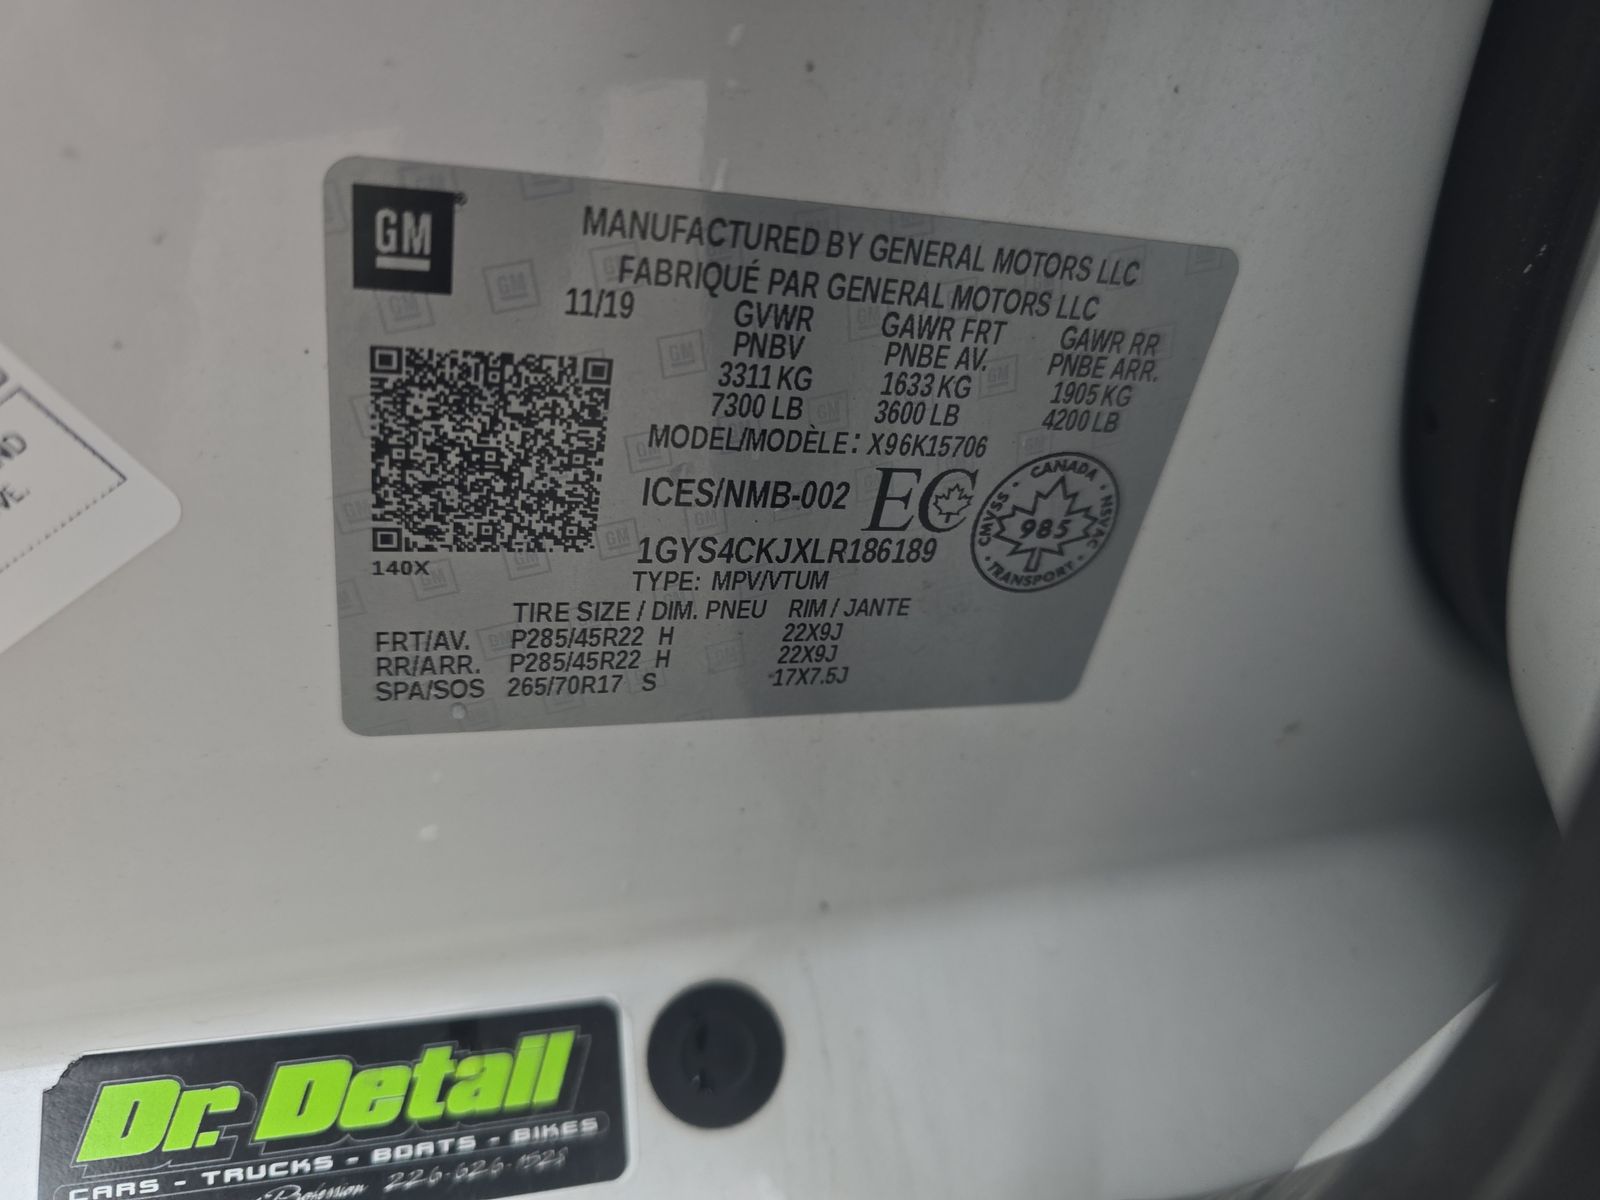 GM
MANUFACTURED BY GENERAL MOTORS LLC
FABRIQUÉ PAR GENERAL MOTORS LLC
11/19 GVWR GAWR FRT GAWR RR
PNBV PNBE AV. PNBE ARR.
3311 KG 1633 KG 1905 KG
7300 LB 3600 LB 4200 LB
MODEL/MODÈLE: X96K15706
ICES/NMB-002 EC
CANADA
CMVSS 985 NSVAC
TRANSPORT
1GYS4CKJXLR186189
140X
TYPE: MPV/VTUM
TIRE SIZE / DIM. PNEU RIM / JANTE
FRT/AV. P285/45R22 H 22X9J
RR/ARR. P285/45R22 H 22X9J
SPA/SOS 265/70R17 S 17X7.5J
Dr. Detail
CARS - TRUCKS - BOATS - BIKES
Profession 226-626-1528